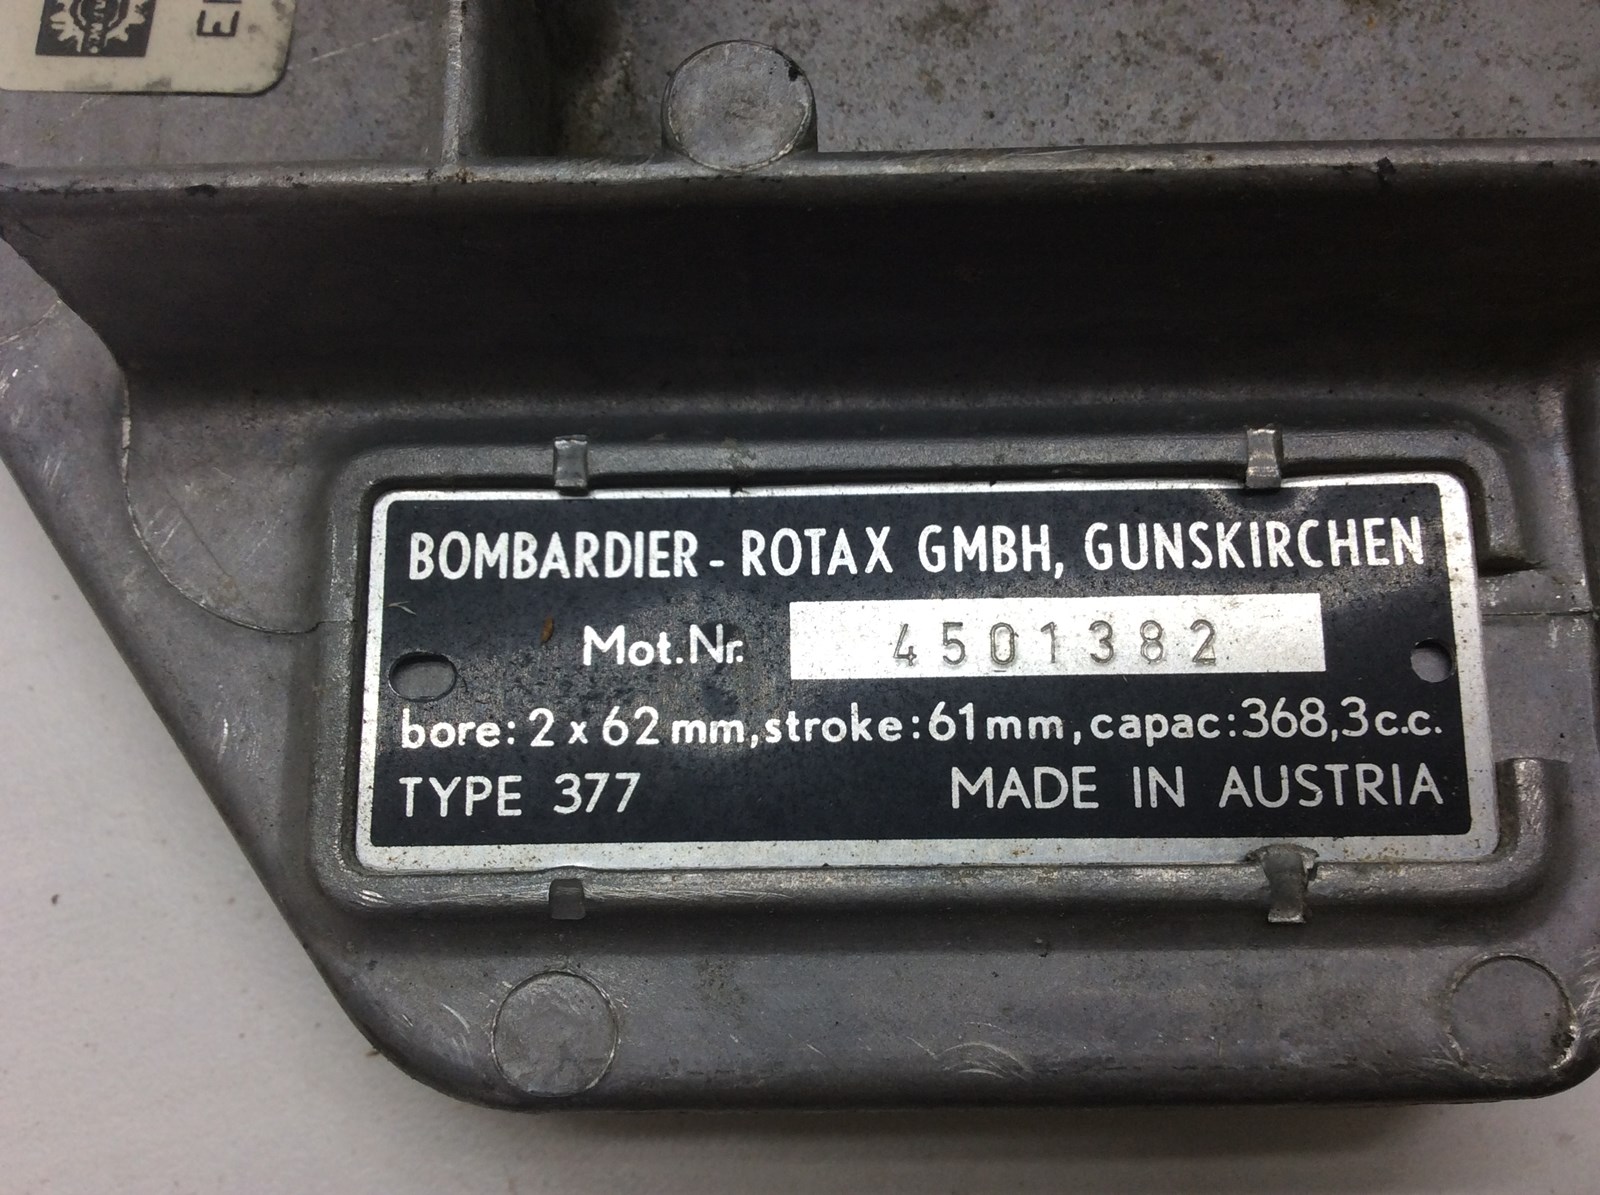 BOMBARDIER - ROTAX GMBH, GUNSKIRCHEN
Mot.Nr. 4501382
bore: 2 x 62 mm, stroke: 61 mm, capac: 368,3 c.c.
TYPE 377 MADE IN AUSTRIA